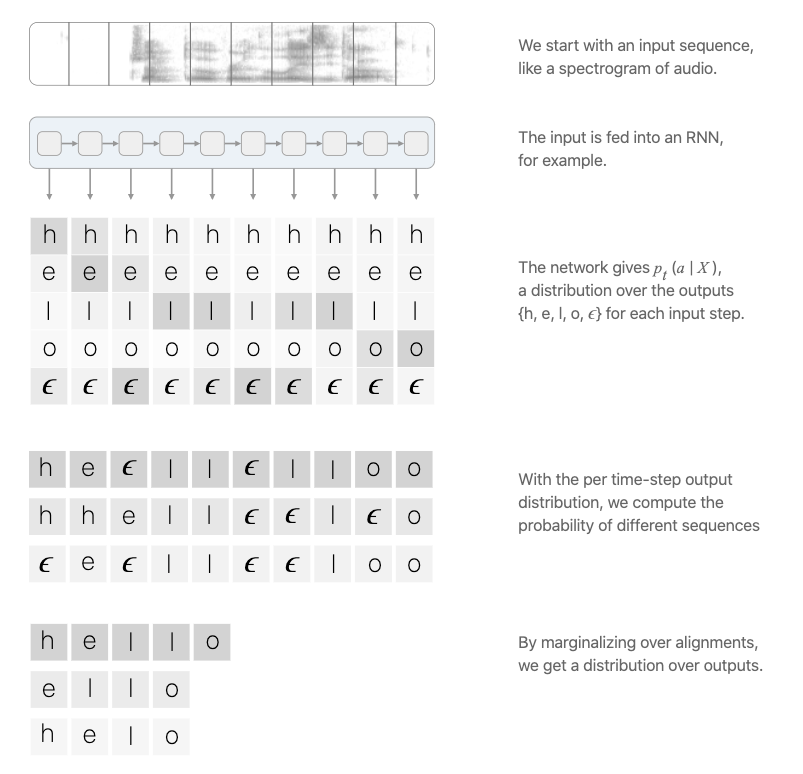 We start with an input sequence,
like a spectrogram of audio.
The input is fed into an RNN,
for example.
h h h h h h h h h h
e e e e e e e e e e
l l l l l l l l l l
o o o o o o o o o o
ϵ ϵ ϵ ϵ ϵ ϵ ϵ ϵ ϵ ϵ
The network gives pₜ (a | X),
a distribution over the outputs
{h, e, l, o, ϵ} for each input step.
h e ϵ l l ϵ l l o o
h h e l l ϵ ϵ l ϵ o
ϵ e ϵ l l ϵ ϵ l o o
With the per time-step output
distribution, we compute the
probability of different sequences
h e l l o
e l l o
h e l o
By marginalizing over alignments,
we get a distribution over outputs.